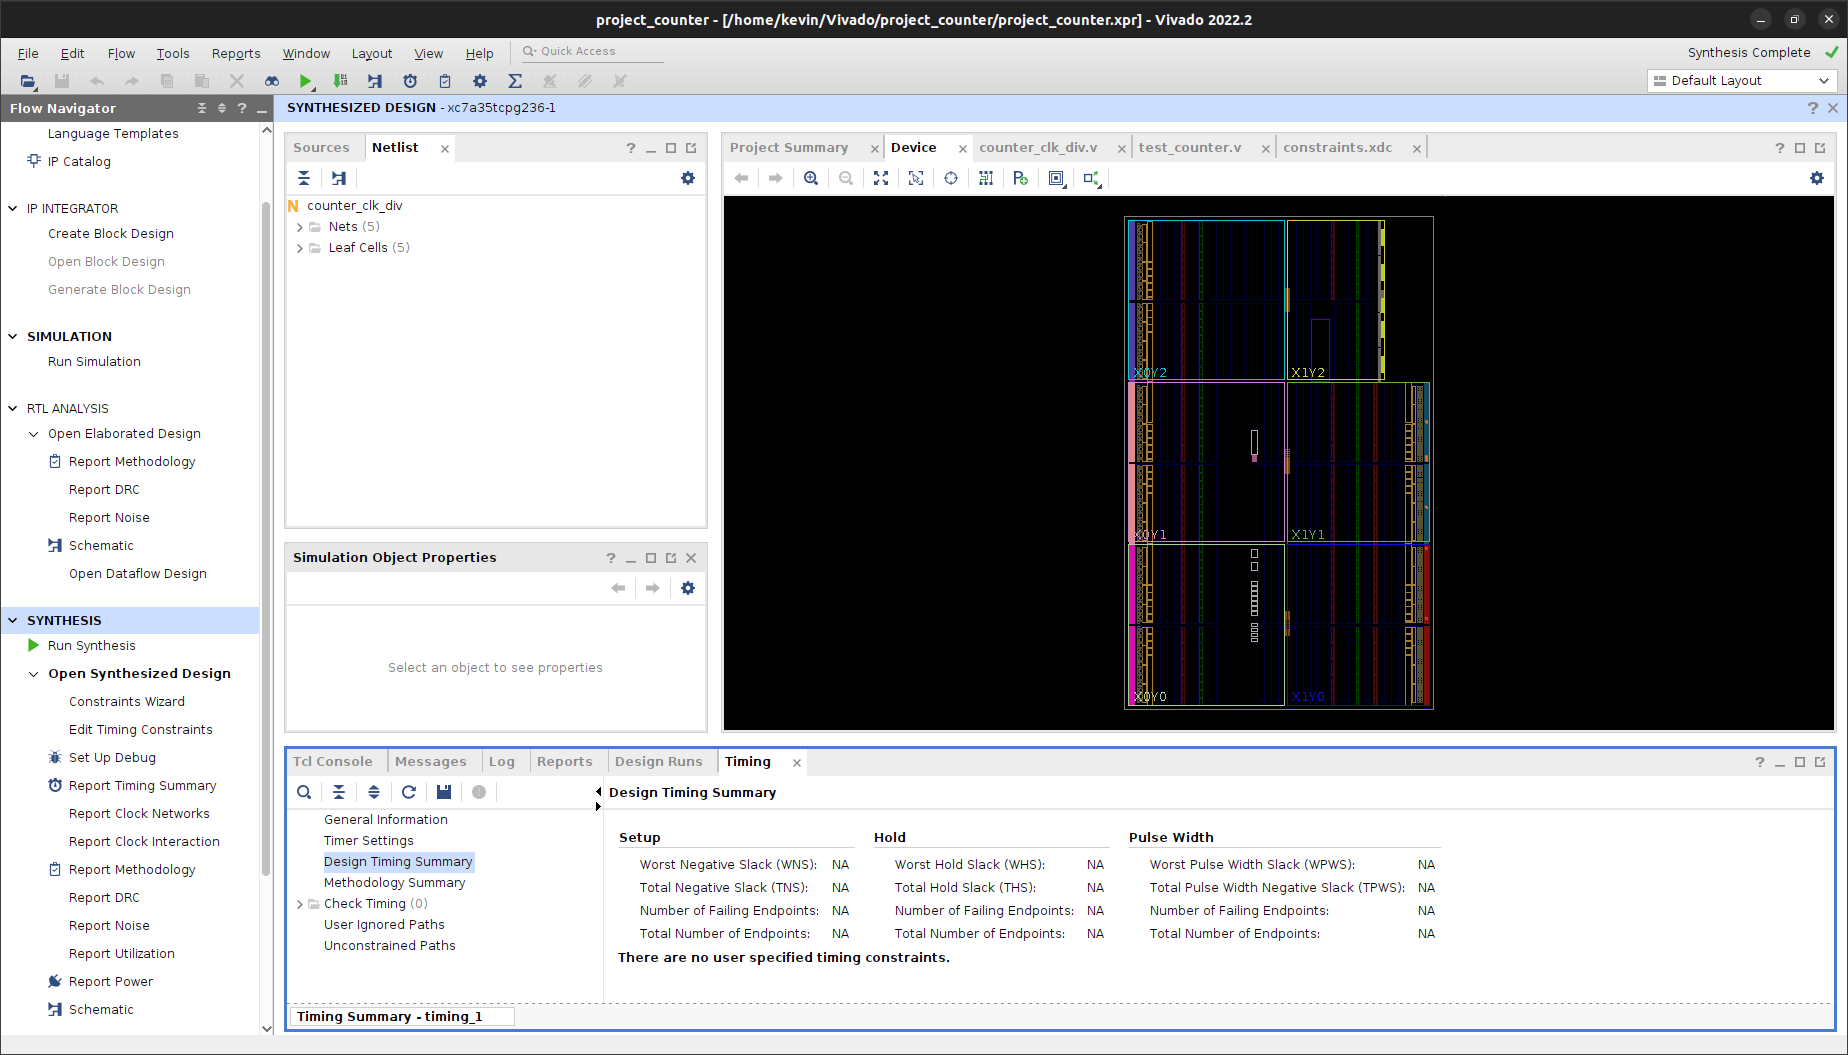 project_counter - [/home/kevin/Vivado/project_counter/project_counter.xpr] - Vivado 2022.2
File Edit Flow Tools Reports Window Layout View Help Quick Access
Synthesis Complete
Default Layout
Flow Navigator
SYNTHESIZED DESIGN - xc7a35tcpg236-1
Language Templates
IP Catalog
IP INTEGRATOR
Create Block Design
Open Block Design
Generate Block Design
SIMULATION
Run Simulation
RTL ANALYSIS
Open Elaborated Design
Report Methodology
Report DRC
Report Noise
Schematic
Open Dataflow Design
SYNTHESIS
Run Synthesis
Open Synthesized Design
Constraints Wizard
Edit Timing Constraints
Set Up Debug
Report Timing Summary
Report Clock Networks
Report Clock Interaction
Report Methodology
Report DRC
Report Noise
Report Utilization
Report Power
Schematic
Sources Netlist
counter_clk_div
Nets (5)
Leaf Cells (5)
Simulation Object Properties
Select an object to see properties
Project Summary Device counter_clk_div.v test_counter.v constraints.xdc
X0Y2 X1Y2
X0Y1 X1Y1
X0Y0 X1Y0
Tcl Console Messages Log Reports Design Runs Timing
General Information
Timer Settings
Design Timing Summary
Methodology Summary
Check Timing (0)
User Ignored Paths
Unconstrained Paths
Design Timing Summary
Setup Hold Pulse Width
Worst Negative Slack (WNS): NA Worst Hold Slack (WHS): NA Worst Pulse Width Slack (WPWS): NA
Total Negative Slack (TNS): NA Total Hold Slack (THS): NA Total Pulse Width Negative Slack (TPWS): NA
Number of Failing Endpoints: NA Number of Failing Endpoints: NA Number of Failing Endpoints: NA
Total Number of Endpoints: NA Total Number of Endpoints: NA Total Number of Endpoints: NA
There are no user specified timing constraints.
Timing Summary - timing_1